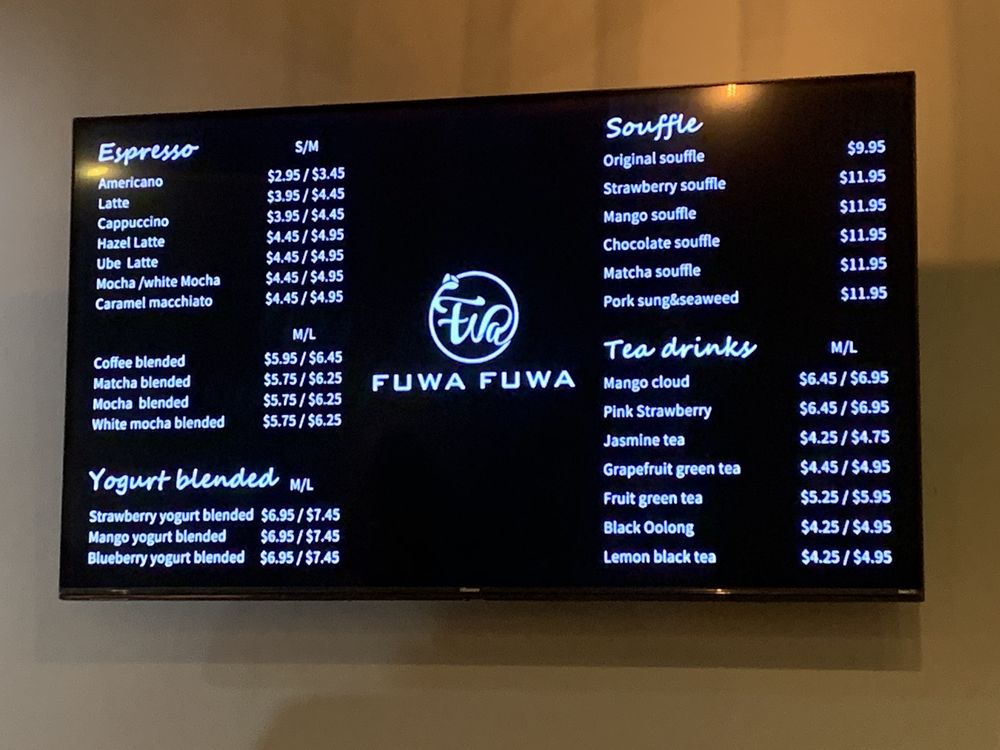 Espresso S/M
Americano $2.95 / $3.45
Latte $3.95 / $4.45
Cappuccino $3.95 / $4.45
Hazel Latte $4.45 / $4.95
Ube Latte $4.45 / $4.95
Mocha /white Mocha $4.45 / $4.95
Caramel macchiato $4.45 / $4.95
M/L
Coffee blended $5.95 / $6.45
Matcha blended $5.75 / $6.25
Mocha blended $5.75 / $6.25
White mocha blended $5.75 / $6.25
Yogurt blended M/L
Strawberry yogurt blended $6.95 / $7.45
Mango yogurt blended $6.95 / $7.45
Blueberry yogurt blended $6.95 / $7.45
Fwa
FUWA FUWA
Souffle
Original souffle $9.95
Strawberry souffle $11.95
Mango souffle $11.95
Chocolate souffle $11.95
Matcha souffle $11.95
Pork sung&seaweed $11.95
Tea drinks M/L
Mango cloud $6.45 / $6.95
Pink Strawberry $6.45 / $6.95
Jasmine tea $4.25 / $4.75
Grapefruit green tea $4.45 / $4.95
Fruit green tea $5.25 / $5.95
Black Oolong $4.25 / $4.95
Lemon black tea $4.25 / $4.95
Hisense